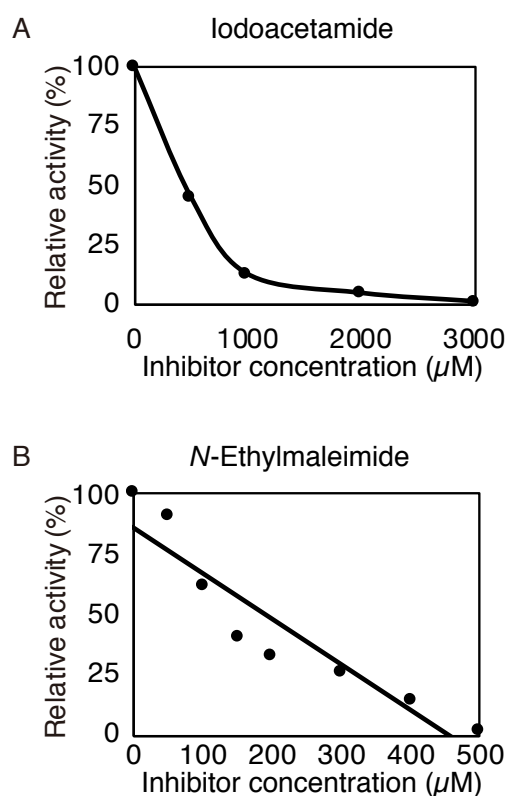 A
Iodoacetamide
Relative activity (%)
100
75
50
25
0
0 1000 2000 3000
Inhibitor concentration (µM)
B
N-Ethylmaleimide
Relative activity (%)
100
75
50
25
0
0 100 200 300 400 500
Inhibitor concentration (µM)